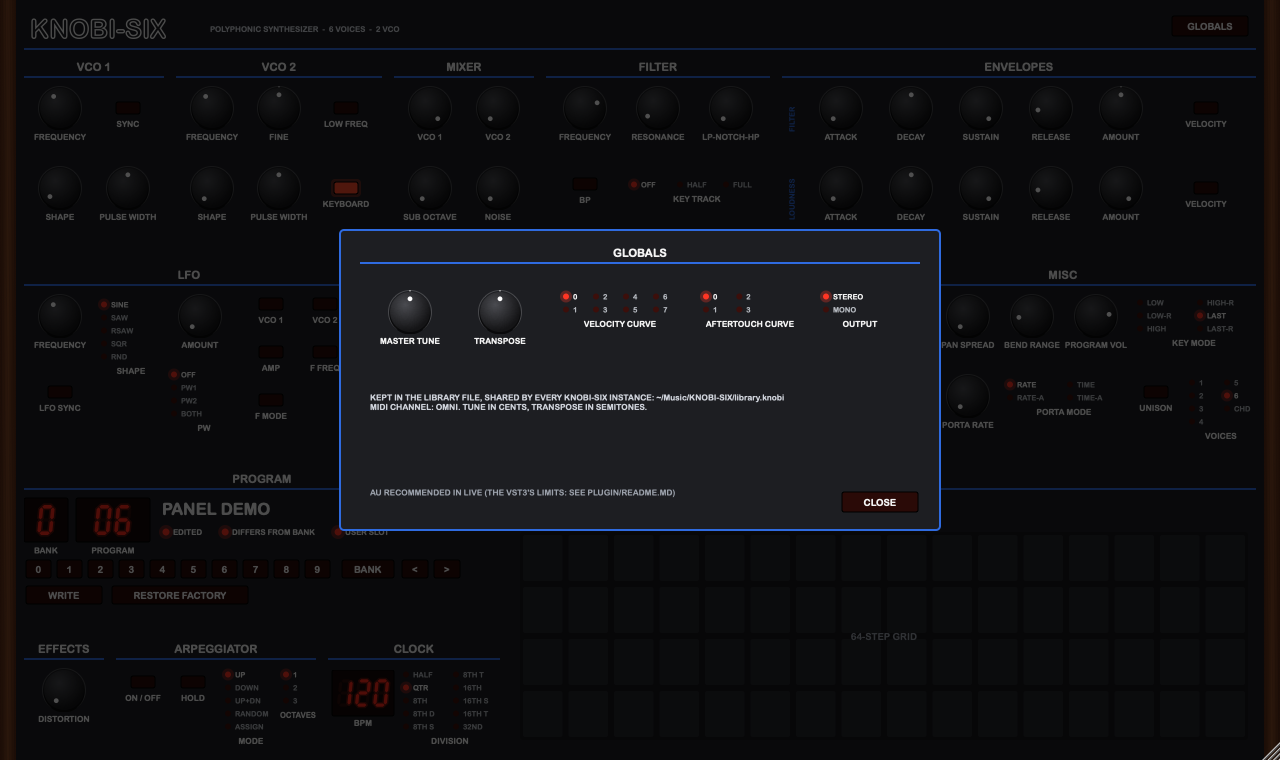 KNOBI-SIX
POLYPHONIC SYNTHESIZER - 6 VOICES - 2 VCO
GLOBALS
VCO 1
VCO 2
MIXER
FILTER
ENVELOPES
FREQUENCY
SYNC
FREQUENCY
FINE
LOW FREQ
VCO 1
VCO 2
FREQUENCY
RESONANCE
LP-NOTCH-HP
FILTER
ATTACK
DECAY
SUSTAIN
RELEASE
AMOUNT
VELOCITY
SHAPE
PULSE WIDTH
SHAPE
PULSE WIDTH
KEYBOARD
SUB OCTAVE
NOISE
BP
OFF
HALF
FULL
KEY TRACK
LOUDNESS
ATTACK
DECAY
SUSTAIN
RELEASE
AMOUNT
VELOCITY
GLOBALS
MASTER TUNE
TRANSPOSE
0 2 4 6
1 3 5 7
VELOCITY CURVE
0 2
1 3
AFTERTOUCH CURVE
STEREO
MONO
OUTPUT
KEPT IN THE LIBRARY FILE, SHARED BY EVERY KNOBI-SIX INSTANCE: ~/Music/KNOBI-SIX/library.knobi
MIDI CHANNEL: OMNI. TUNE IN CENTS, TRANSPOSE IN SEMITONES.
AU RECOMMENDED IN LIVE (THE VST3'S LIMITS: SEE PLUGIN/README.MD)
CLOSE
LFO
FREQUENCY
SINE
SAW
RSAW
SQR
RND
SHAPE
AMOUNT
VCO 1
VCO 2
AMP
F FREQ
LFO SYNC
OFF
PW1
PW2
BOTH
PW
F MODE
MISC
PAN SPREAD
BEND RANGE
PROGRAM VOL
LOW
LOW-R
HIGH
HIGH-R
LAST
LAST-R
KEY MODE
PORTA RATE
RATE
RATE-A
TIME
TIME-A
PORTA MODE
UNISON
1
2
3
4
5
6
CHD
VOICES
PROGRAM
0
06
PANEL DEMO
EDITED
DIFFERS FROM BANK
USER SLOT
BANK
PROGRAM
0 1 2 3 4 5 6 7 8 9 BANK < >
WRITE
RESTORE FACTORY
64-STEP GRID
EFFECTS
DISTORTION
ARPEGGIATOR
ON / OFF
HOLD
UP
DOWN
UP+DN
RANDOM
ASSIGN
MODE
1
2
3
OCTAVES
CLOCK
120
BPM
HALF
QTR
8TH
8TH D
8TH S
8TH T
16TH
16TH S
16TH T
32ND
DIVISION